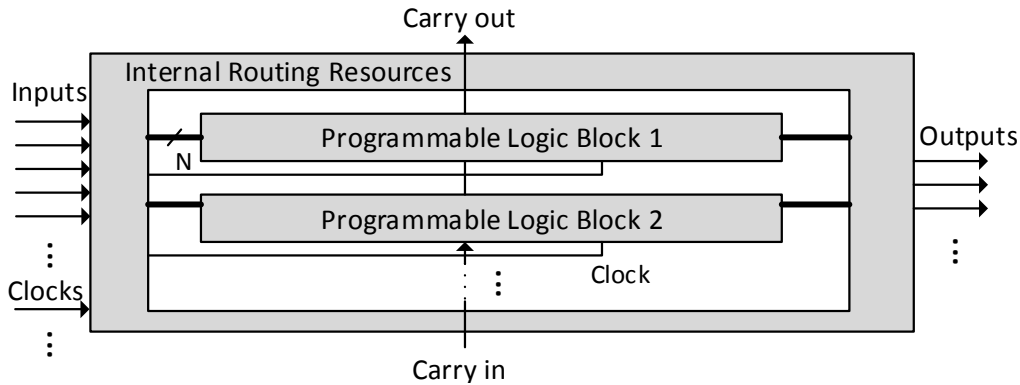 Carry out
Internal Routing Resources
Inputs
Programmable Logic Block 1
Outputs
N
Programmable Logic Block 2
Clock
Clocks
Carry in